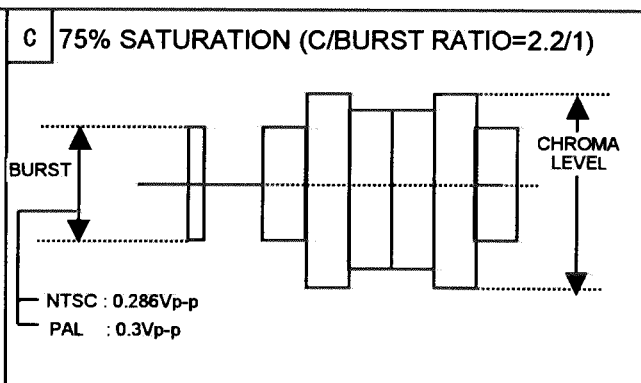 C 75% SATURATION (C/BURST RATIO=2.2/1)
BURST
CHROMA
LEVEL
NTSC : 0.286Vp-p
PAL : 0.3Vp-p